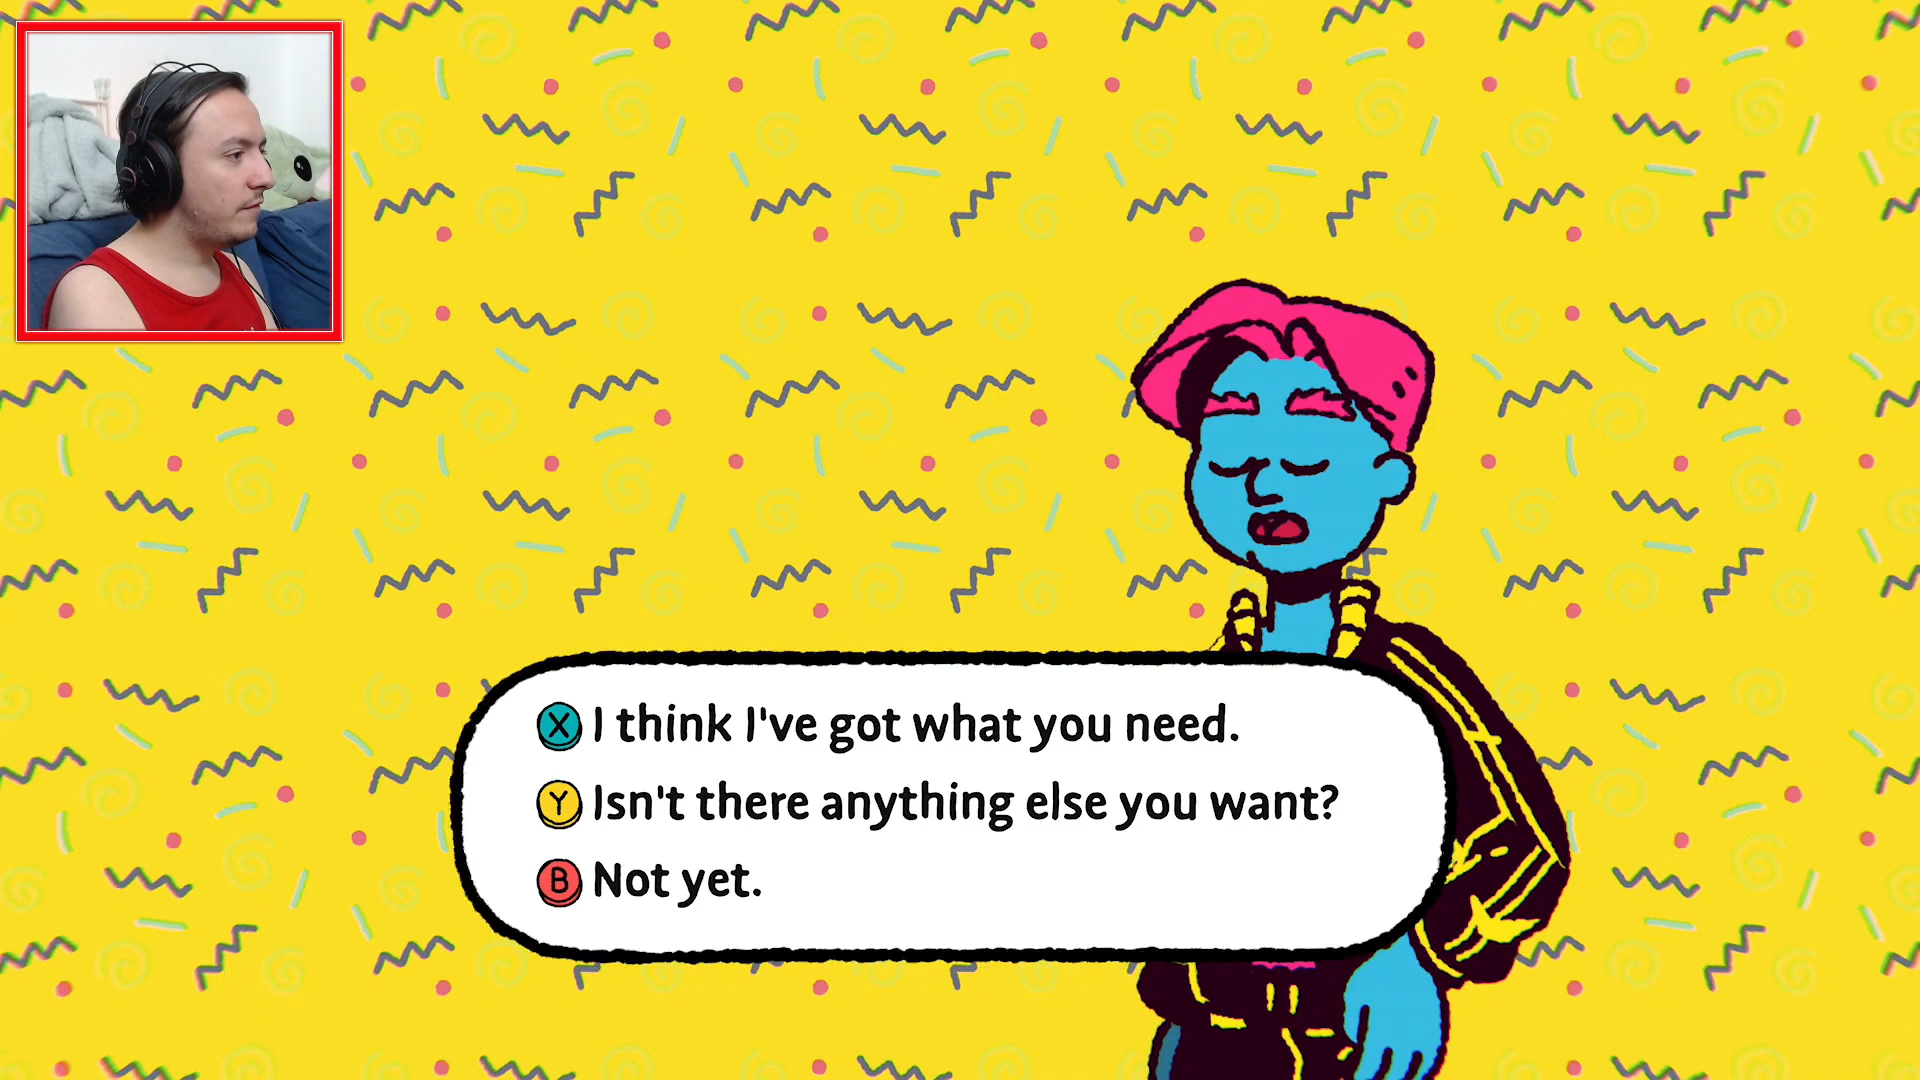 X I think I've got what you need.
Y Isn't there anything else you want?
B Not yet.